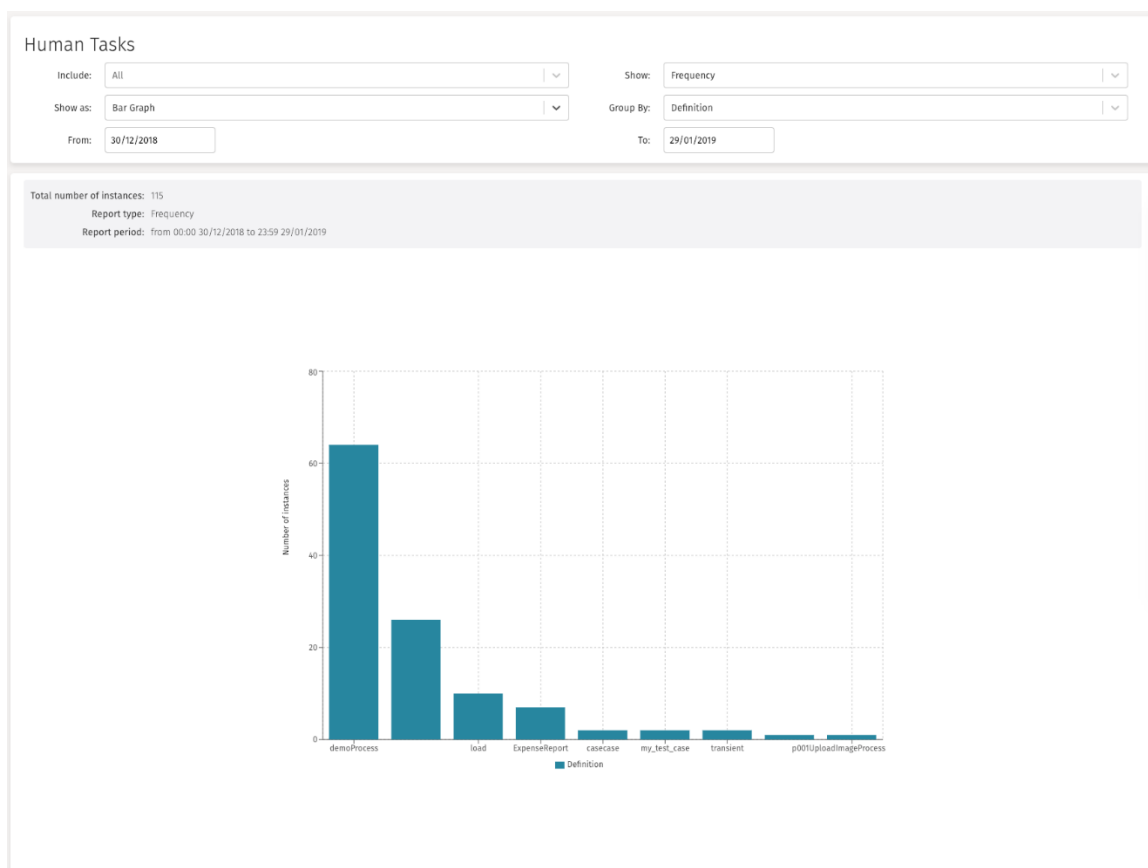 Human Tasks
Include: All
Show: Frequency
Show as: Bar Graph
Group By: Definition
From: 30/12/2018
To: 29/01/2019
Total number of instances: 115
Report type: Frequency
Report period: from 00:00 30/12/2018 to 23:59 29/01/2019
80
60
40
20
0
Number of instances
demoProcess load ExpenseReport casecase my_test_case transient p001UploadImageProcess
Definition